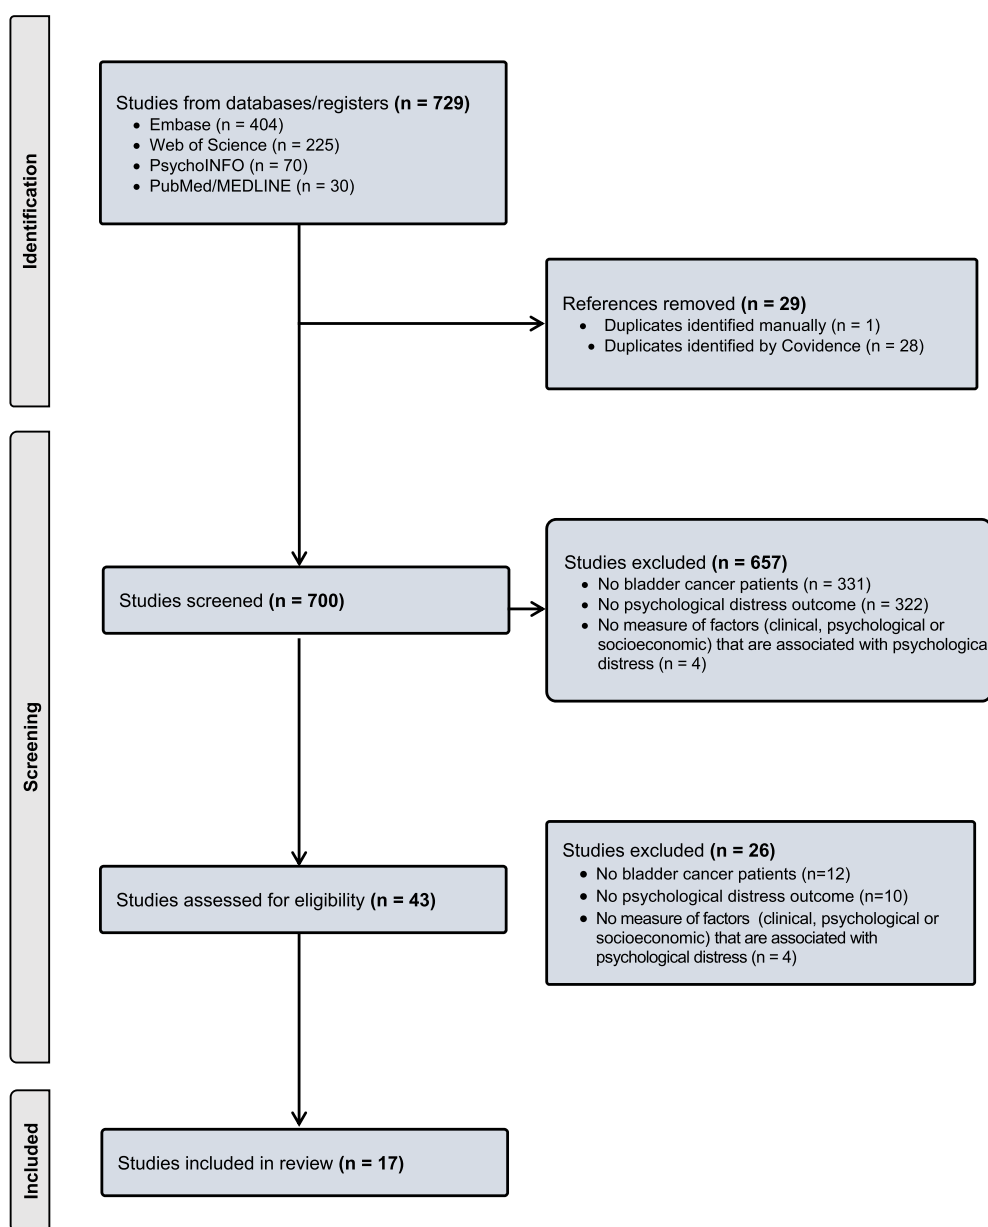 Identification
Studies from databases/registers (n = 729)
• Embase (n = 404)
• Web of Science (n = 225)
• PsychoINFO (n = 70)
• PubMed/MEDLINE (n = 30)
References removed (n = 29)
• Duplicates identified manually (n = 1)
• Duplicates identified by Covidence (n = 28)
Screening
Studies screened (n = 700)
Studies excluded (n = 657)
• No bladder cancer patients (n = 331)
• No psychological distress outcome (n = 322)
• No measure of factors (clinical, psychological or
socioeconomic) that are associated with psychologica
distress (n = 4)
Studies assessed for eligibility (n = 43)
Studies excluded (n = 26)
• No bladder cancer patients (n=12)
• No psychological distress outcome (n=10)
• No measure of factors (clinical, psychological or
socioeconomic) that are associated with
psychological distress (n = 4)
Included
Studies included in review (n = 17)